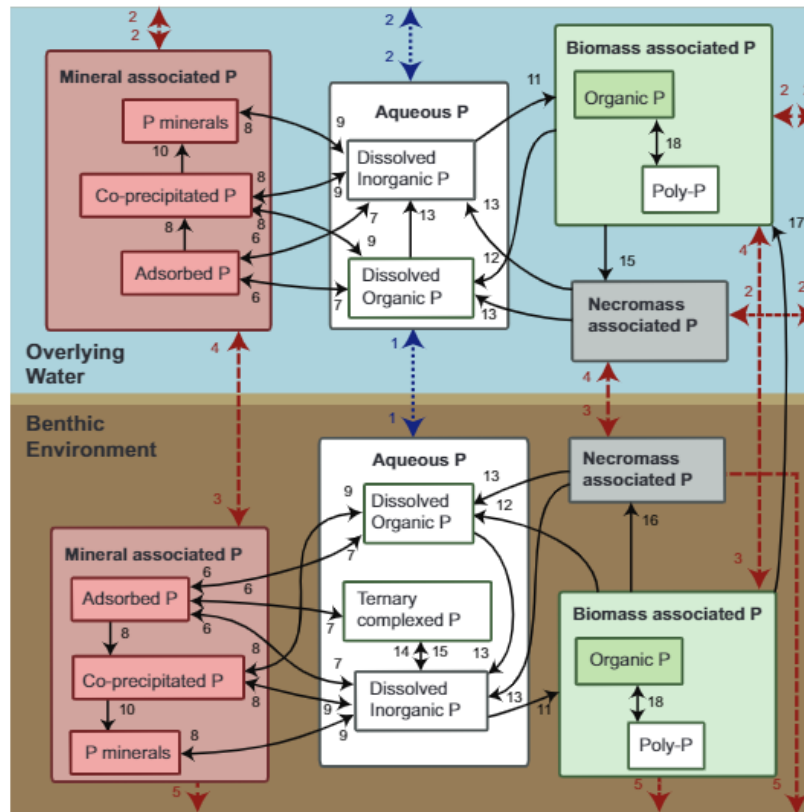 2
2
2
2
Mineral associated P
P minerals
8
10
Co-precipitated P
8
8
8
Adsorbed P
6
6
Aqueous P
9
Dissolved
Inorganic P
9
7
13
9
Dissolved
Organic P
7
11
12
13
13
Biomass associated P
Organic P
18
Poly-P
2
15
17
4
2
2
Necromass
associated P
Overlying
Water
4
1
4
Benthic
Environment
3
1
3
3
Mineral associated P
Adsorbed P
6
6
6
8
Co-precipitated P
8
8
10
P minerals
8
5
Aqueous P
9
Dissolved
Organic P
7
13
12
Ternary
complexed P
7
14
15
13
7
Dissolved
Inorganic P
9
9
13
11
Necromass
associated P
16
Biomass associated P
Organic P
18
Poly-P
5
5